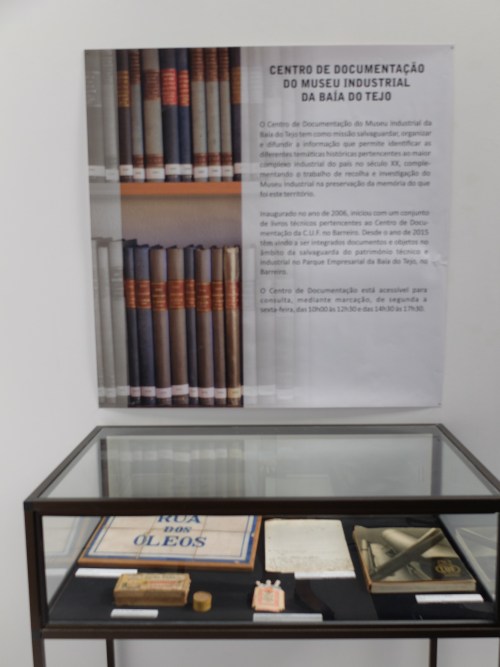 CENTRO DE DOCUMENTAÇÃO
DO MUSEU INDUSTRIAL
DA BAÍA DO TEJO
O Centro de Documentação do Museu Industrial da
Baía do Tejo tem como missão salvaguardar, organizar
e difundir a informação que permite identificar as
diferentes temáticas históricas pertencentes ao maior
complexo industrial do país no século XX, comple-
mentando o trabalho de recolha e investigação do
Museu Industrial na preservação da memória do que
foi este território.
Inaugurado no ano de 2006, iniciou com um conjunto
de livros técnicos pertencentes ao Centro de Docu-
mentação da C.U.F. no Barreiro. Desde o ano de 2015
têm vindo a ser integrados documentos e objetos no
âmbito da salvaguarda do património técnico e
industrial no Parque Empresarial da Baía do Tejo, no
Barreiro.
O Centro de Documentação está acessível para
consulta, mediante marcação, de segunda a
sexta-feira, das 10h00 às 12h30 e das 14h30 às 17h30.
RUA
DOS
ÓLEOS